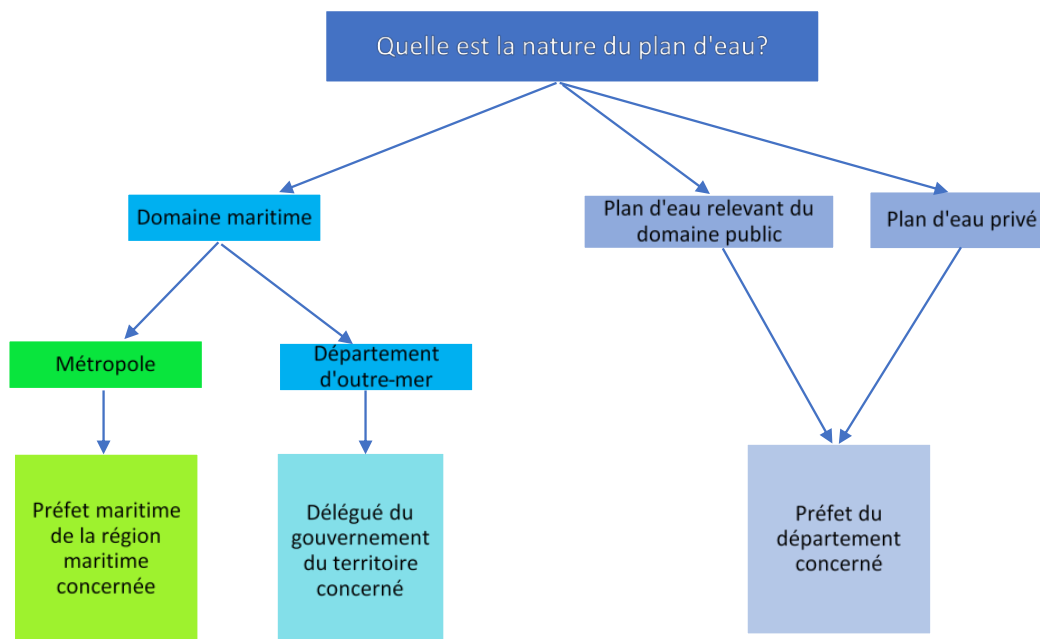 Quelle est la nature du plan d'eau?
Domaine maritime
Plan d'eau relevant du
domaine public
Plan d'eau privé
Métropole
Département
d'outre-mer
Préfet maritime
de la région
maritime
concernée
Délégué du
gouvernement
du territoire
concerné
Préfet du
département
concerné